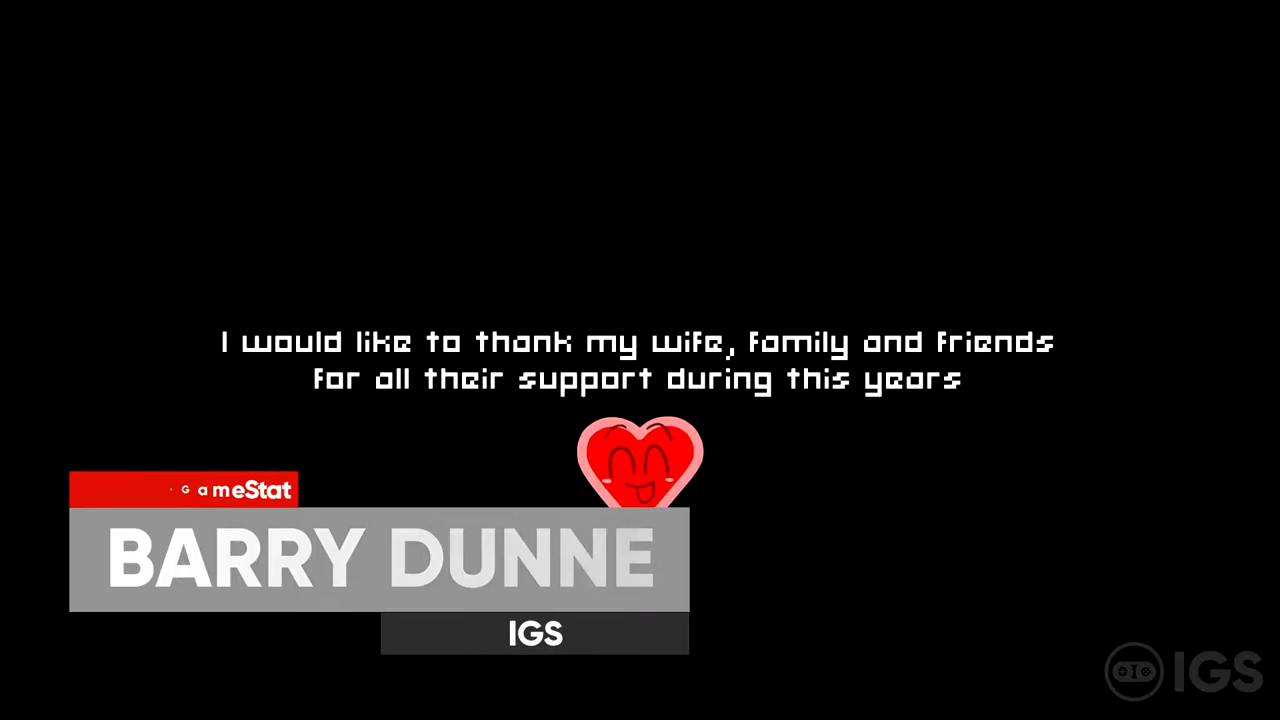 I would like to thank my wife, family and friends
for all their support during this years
GameStat
BARRY DUNNE
IGS
IGS